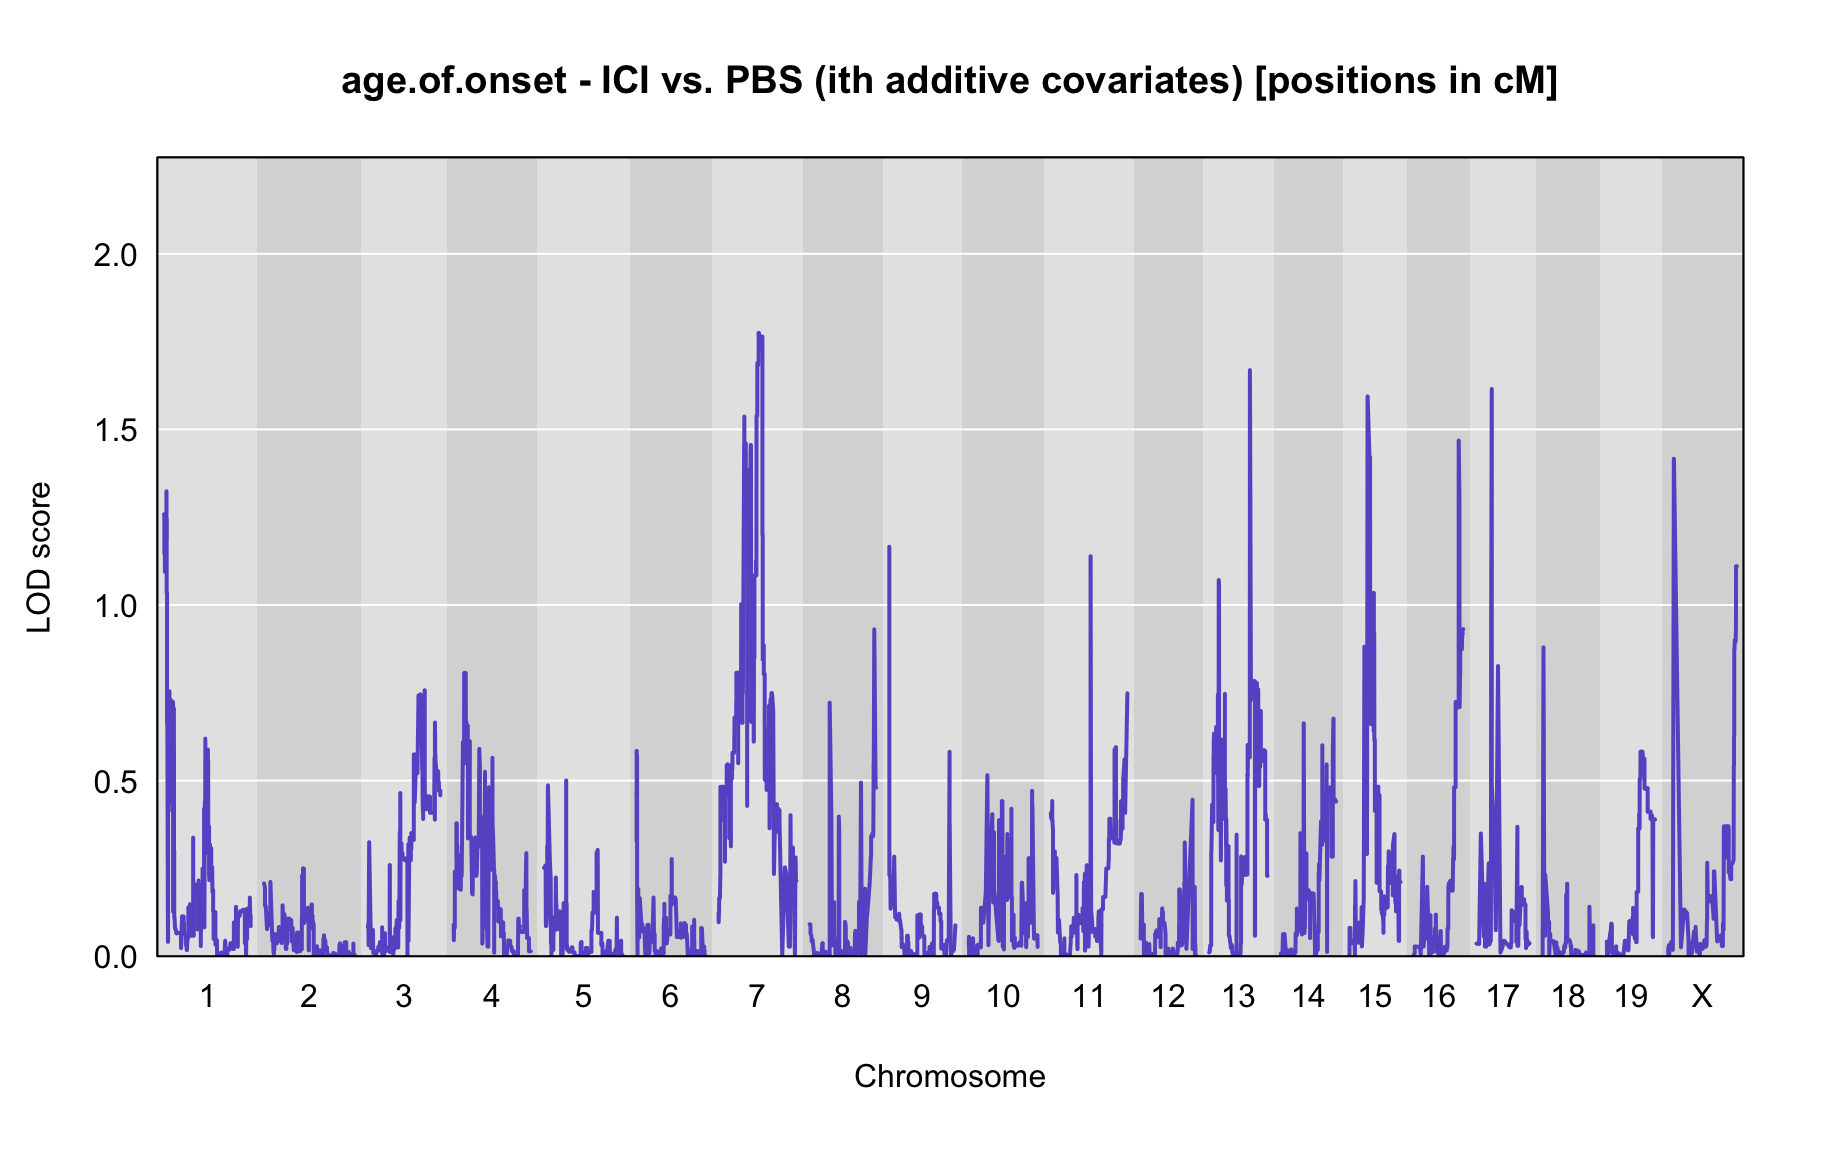 age.of.onset - ICI vs. PBS (ith additive covariates) [positions in cM]
2.0
1.5
1.0
0.5
0.0
LOD score
1 2 3 4 5 6 7 8 9 10 11 12 13 14 15 16 17 18 19 X
Chromosome